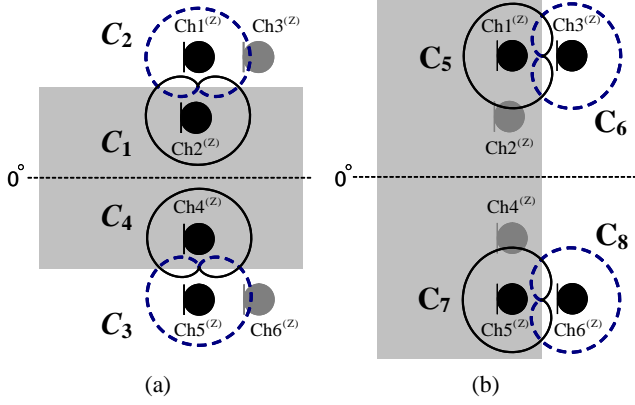 C₂
Ch1⁽ᶻ⁾
Ch3⁽ᶻ⁾
C₁
Ch2⁽ᶻ⁾
0°
C₄
Ch4⁽ᶻ⁾
C₃
Ch5⁽ᶻ⁾
Ch6⁽ᶻ⁾
(a)
C₅
Ch1⁽ᶻ⁾
Ch3⁽ᶻ⁾
C₆
Ch2⁽ᶻ⁾
0°
Ch4⁽ᶻ⁾
C₈
C₇
Ch5⁽ᶻ⁾
Ch6⁽ᶻ⁾
(b)